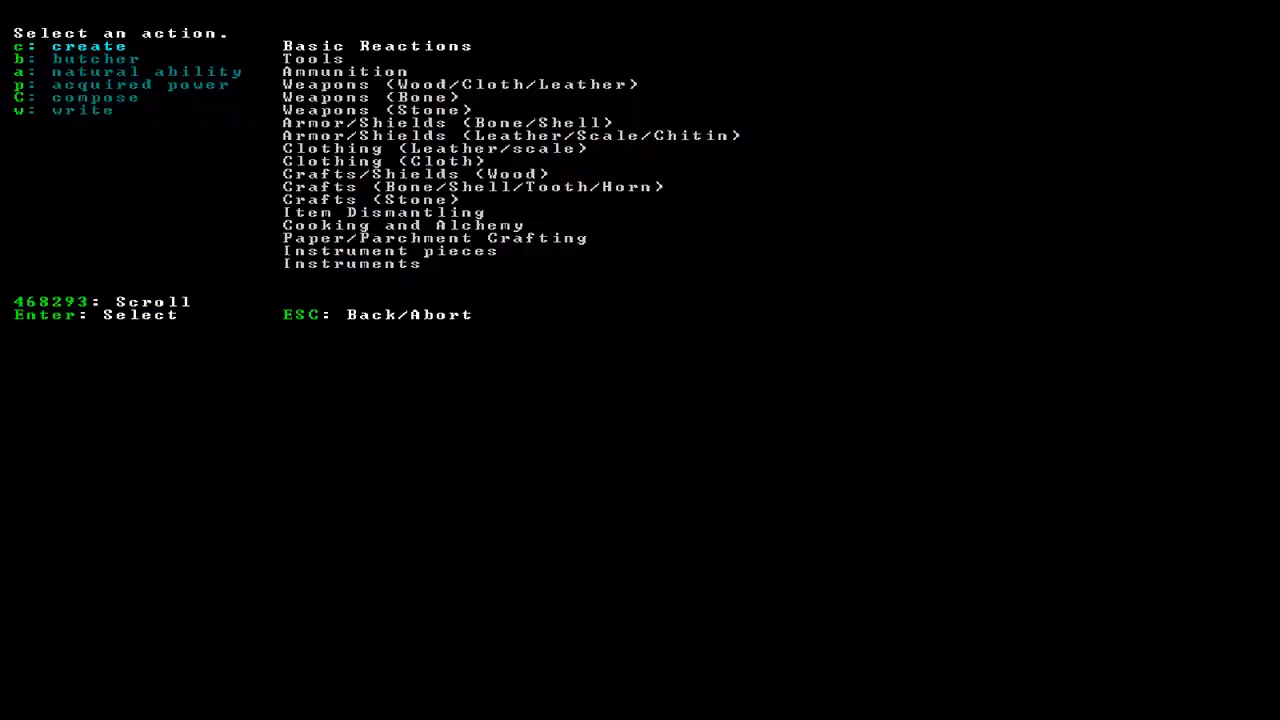 Select an action.
c: create Basic Reactions
b: butcher Tools
a: natural ability Ammunition
p: acquired power Weapons (Wood/Cloth/Leather)
C: compose Weapons (Bone)
w: write Weapons (Stone)
Armor/Shields (Bone/Shell)
Armor/Shields (Leather/Scale/Chitin)
Clothing (Leather/scale)
Clothing (Cloth)
Crafts/Shields (Wood)
Crafts (Bone/Shell/Tooth/Horn)
Crafts (Stone)
Item Dismantling
Cooking and Alchemy
Paper/Parchment Crafting
Instrument pieces
Instruments
468293: Scroll
Enter: Select ESC: Back/Abort